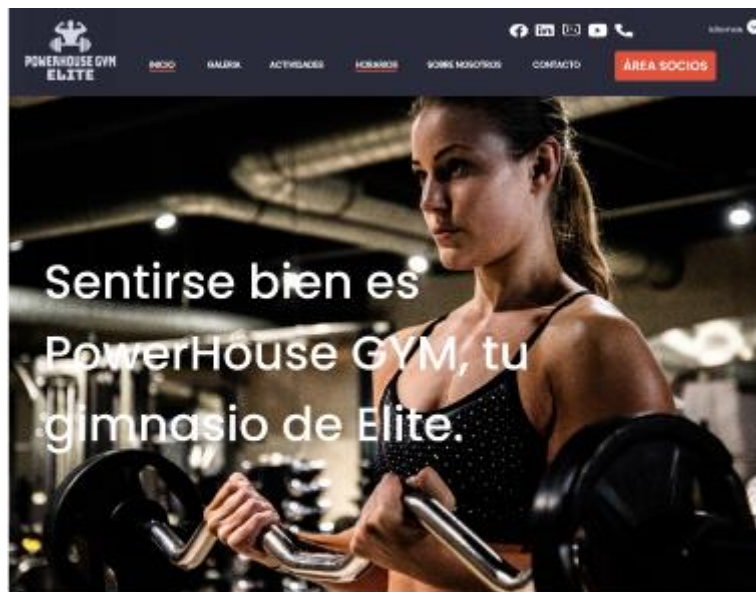 POWERHOUSE GYM
ELITE
Idiomas
INICIO
GALERIA
ACTIVIDADES
HORARIOS
SOBRE NOSOTROS
CONTACTO
ÁREA SOCIOS
Sentirse bien es
PowerHouse GYM, tu
gimnasio de Elite.